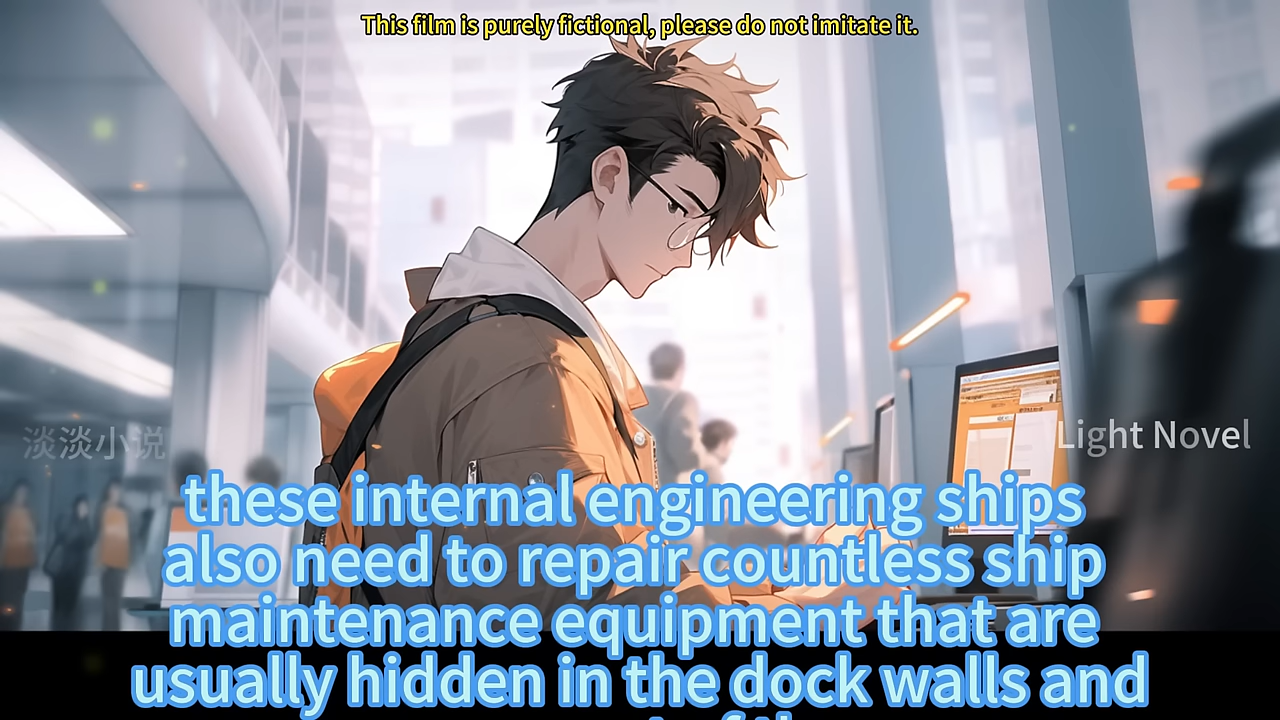 This film is purely fictional, please do not imitate it.
淡淡小说
Light Novel
these internal engineering ships
also need to repair countless ship
maintenance equipment that are
usually hidden in the dock walls and